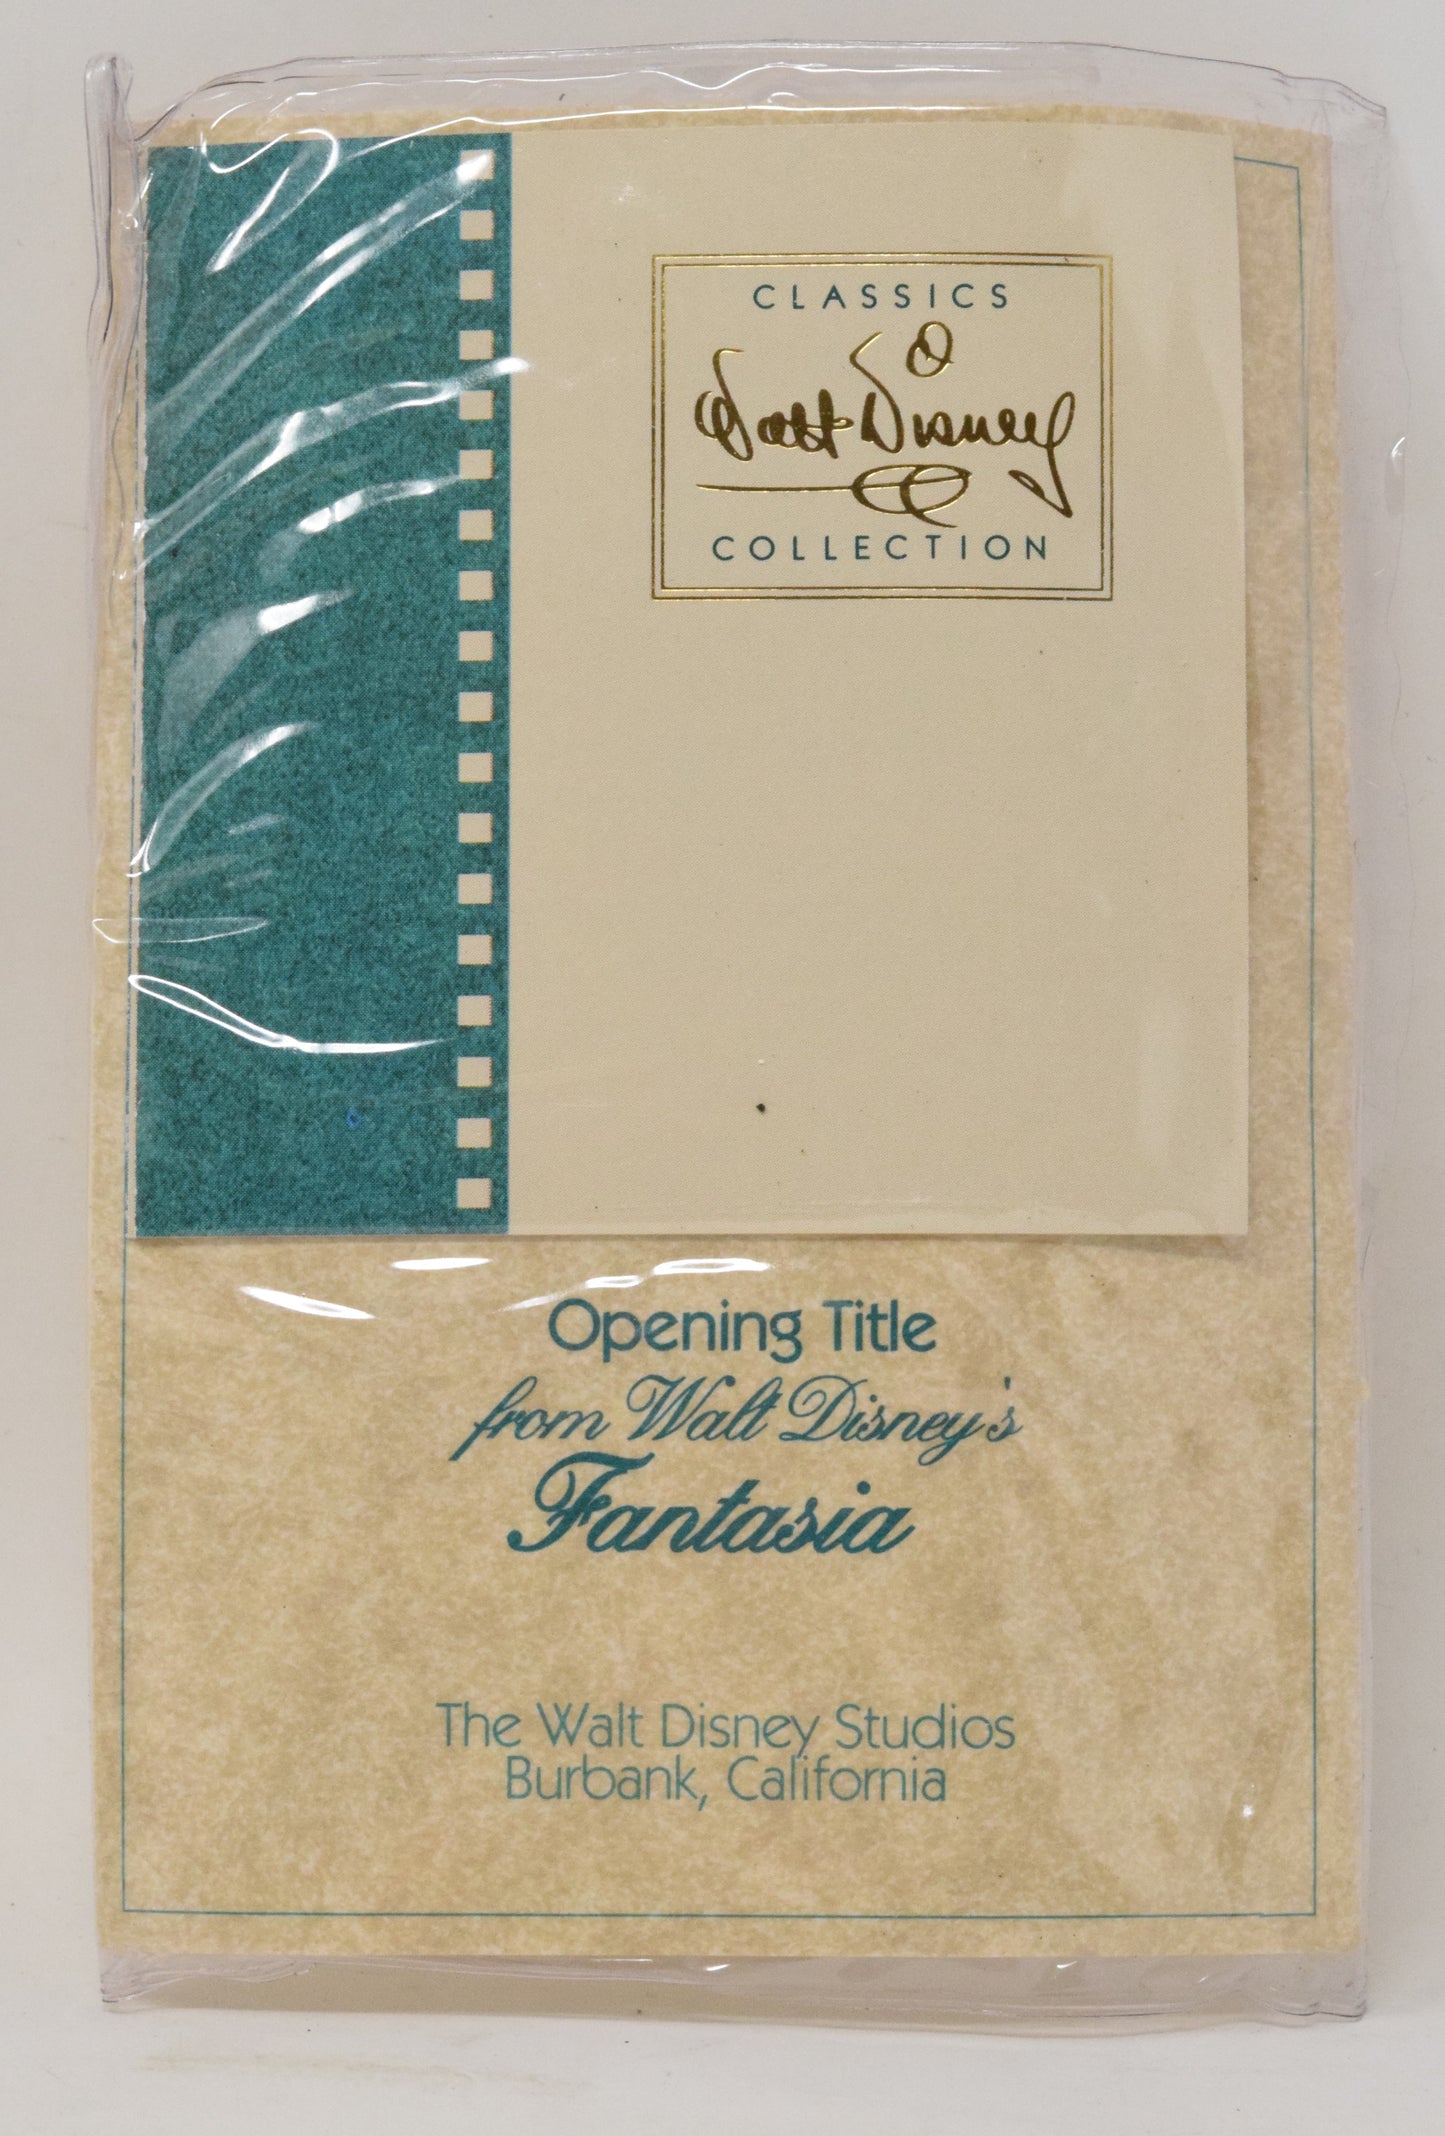 CLASSICS
Walt Disney
COLLECTION
Opening Title
from Walt Disney's
Fantasia
The Walt Disney Studios
Burbank, California